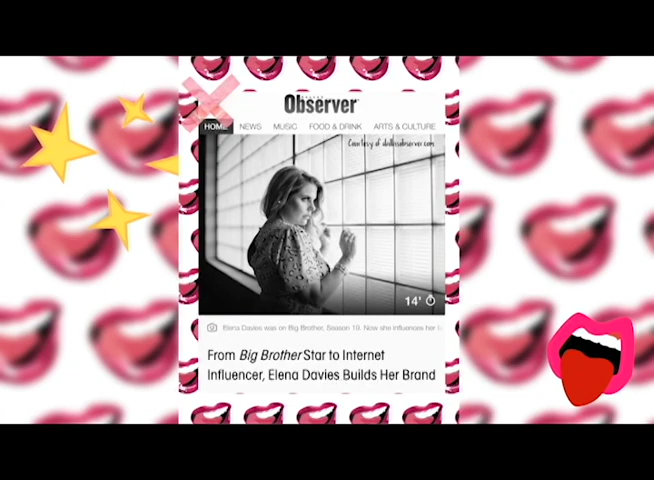 Observer
HOME NEWS MUSIC FOOD & DRINK ARTS & CULTURE
Courtesy of dallasobserver.com
14'
Elena Davies was on Big Brother, Season 19. Now she influences her
From Big Brother Star to Internet
Influencer, Elena Davies Builds Her Brand